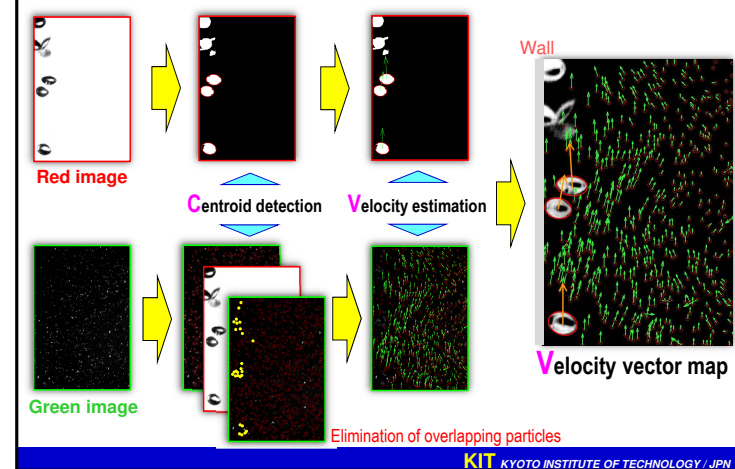 Wall
Red image
Centroid detection
Velocity estimation
Velocity vector map
Green image
Elimination of overlapping particles
KIT KYOTO INSTITUTE OF TECHNOLOGY / JPN